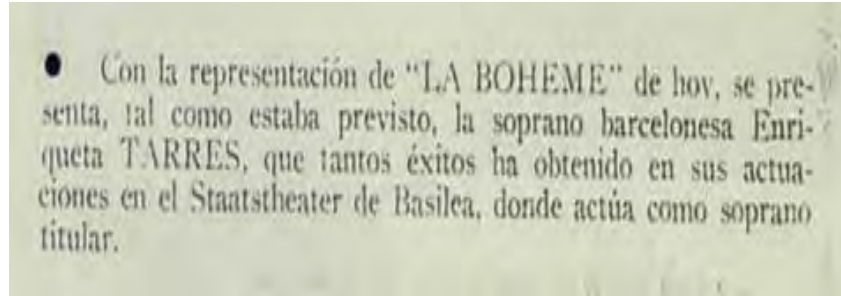 ● Con la representación de "LA BOHEME" de hoy, se pre-
senta, tal como estaba previsto, la soprano barcelonesa Enri-
queta TARRES, que tantos éxitos ha obtenido en sus actua-
ciones en el Staatstheater de Basilea, donde actúa como soprano
titular.